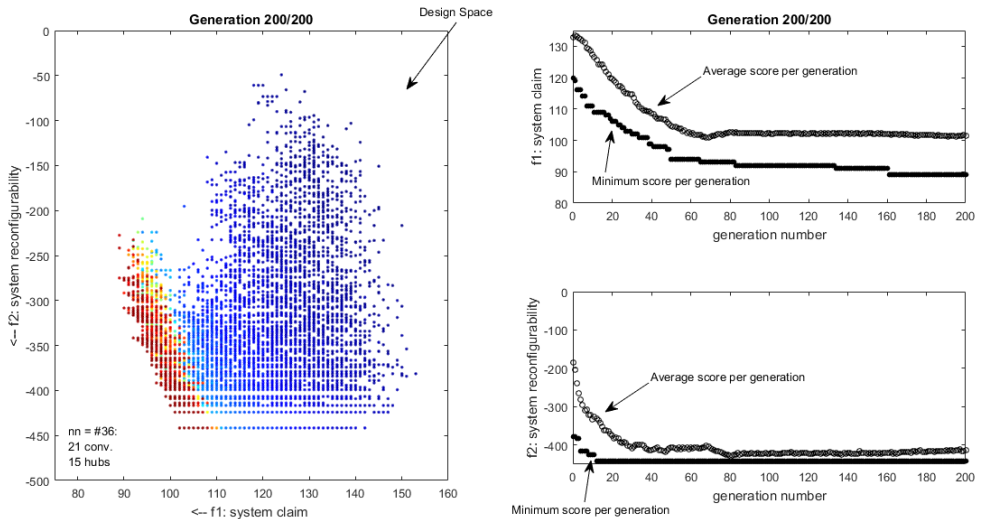 Design Space
Generation 200/200
0
-50
-100
-150
-200
-250
-300
-350
-400
-450
-500
<-- f2: system reconfigurability
nn = #36:
21 conv.
15 hubs
80 90 100 110 120 130 140 150 160
<-- f1: system claim
Generation 200/200
130
120
110
100
90
80
f1: system claim
Average score per generation
Minimum score per generation
0 20 40 60 80 100 120 140 160 180 200
generation number
0
-100
-200
-300
-400
f2: system reconfigurability
Average score per generation
0 20 40 60 80 100 120 140 160 180 200
generation number
Minimum score per generation